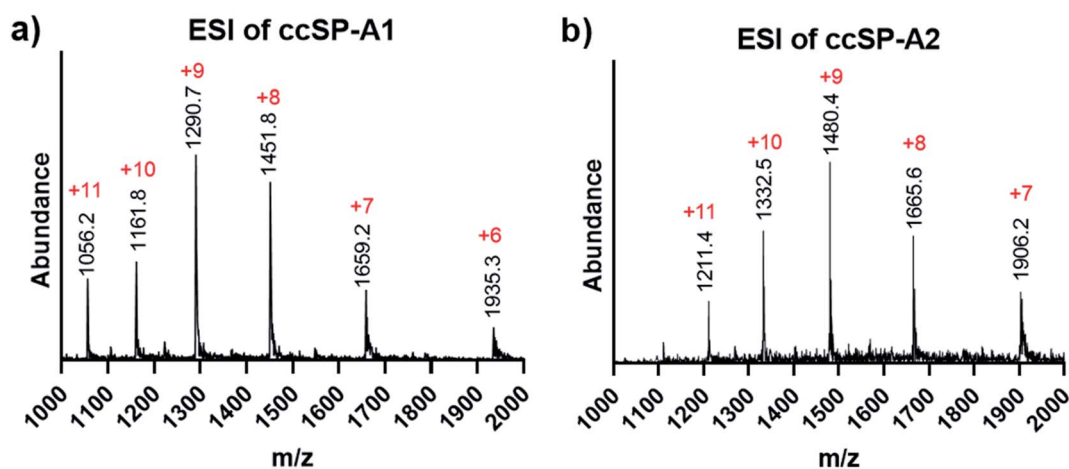 a)
ESI of ccSP-A1
Abundance
+11
1056.2
+10
1161.8
+9
1290.7
+8
1451.8
+7
1659.2
+6
1935.3
1000 1100 1200 1300 1400 1500 1600 1700 1800 1900 2000
m/z
b)
ESI of ccSP-A2
Abundance
+11
1211.4
+10
1332.5
+9
1480.4
+8
1665.6
+7
1906.2
1000 1100 1200 1300 1400 1500 1600 1700 1800 1900 2000
m/z